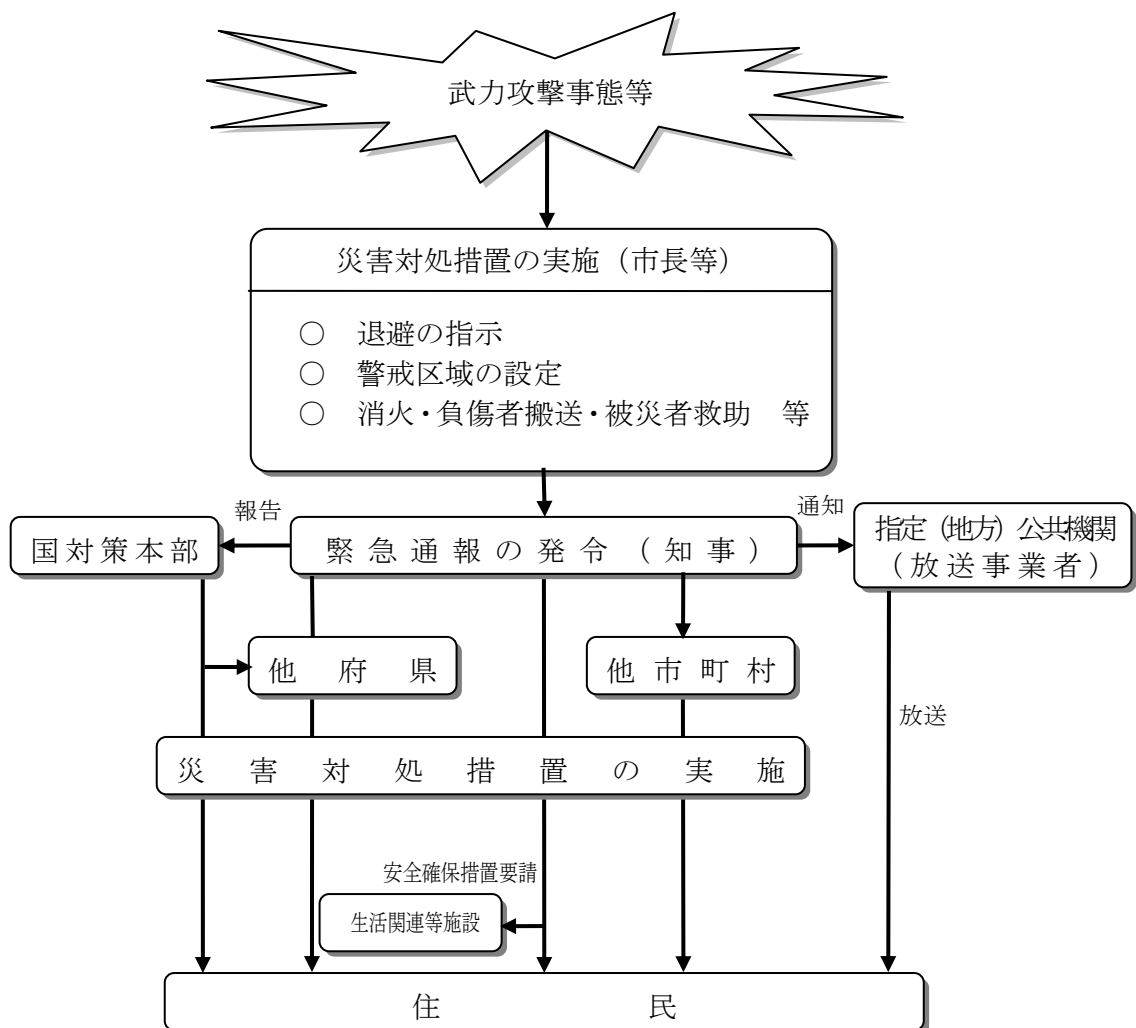 武力攻撃事態等
災害対処措置の実施（市長等）
○　退避の指示
○　警戒区域の設定
○　消火・負傷者搬送・被災者救助　等
報告
通知
国対策本部
緊急通報の発令（知事）
指定（地方）公共機関
（放送事業者）
他府県
他市町村
放送
災害対処措置の実施
安全確保措置要請
生活関連等施設
住民